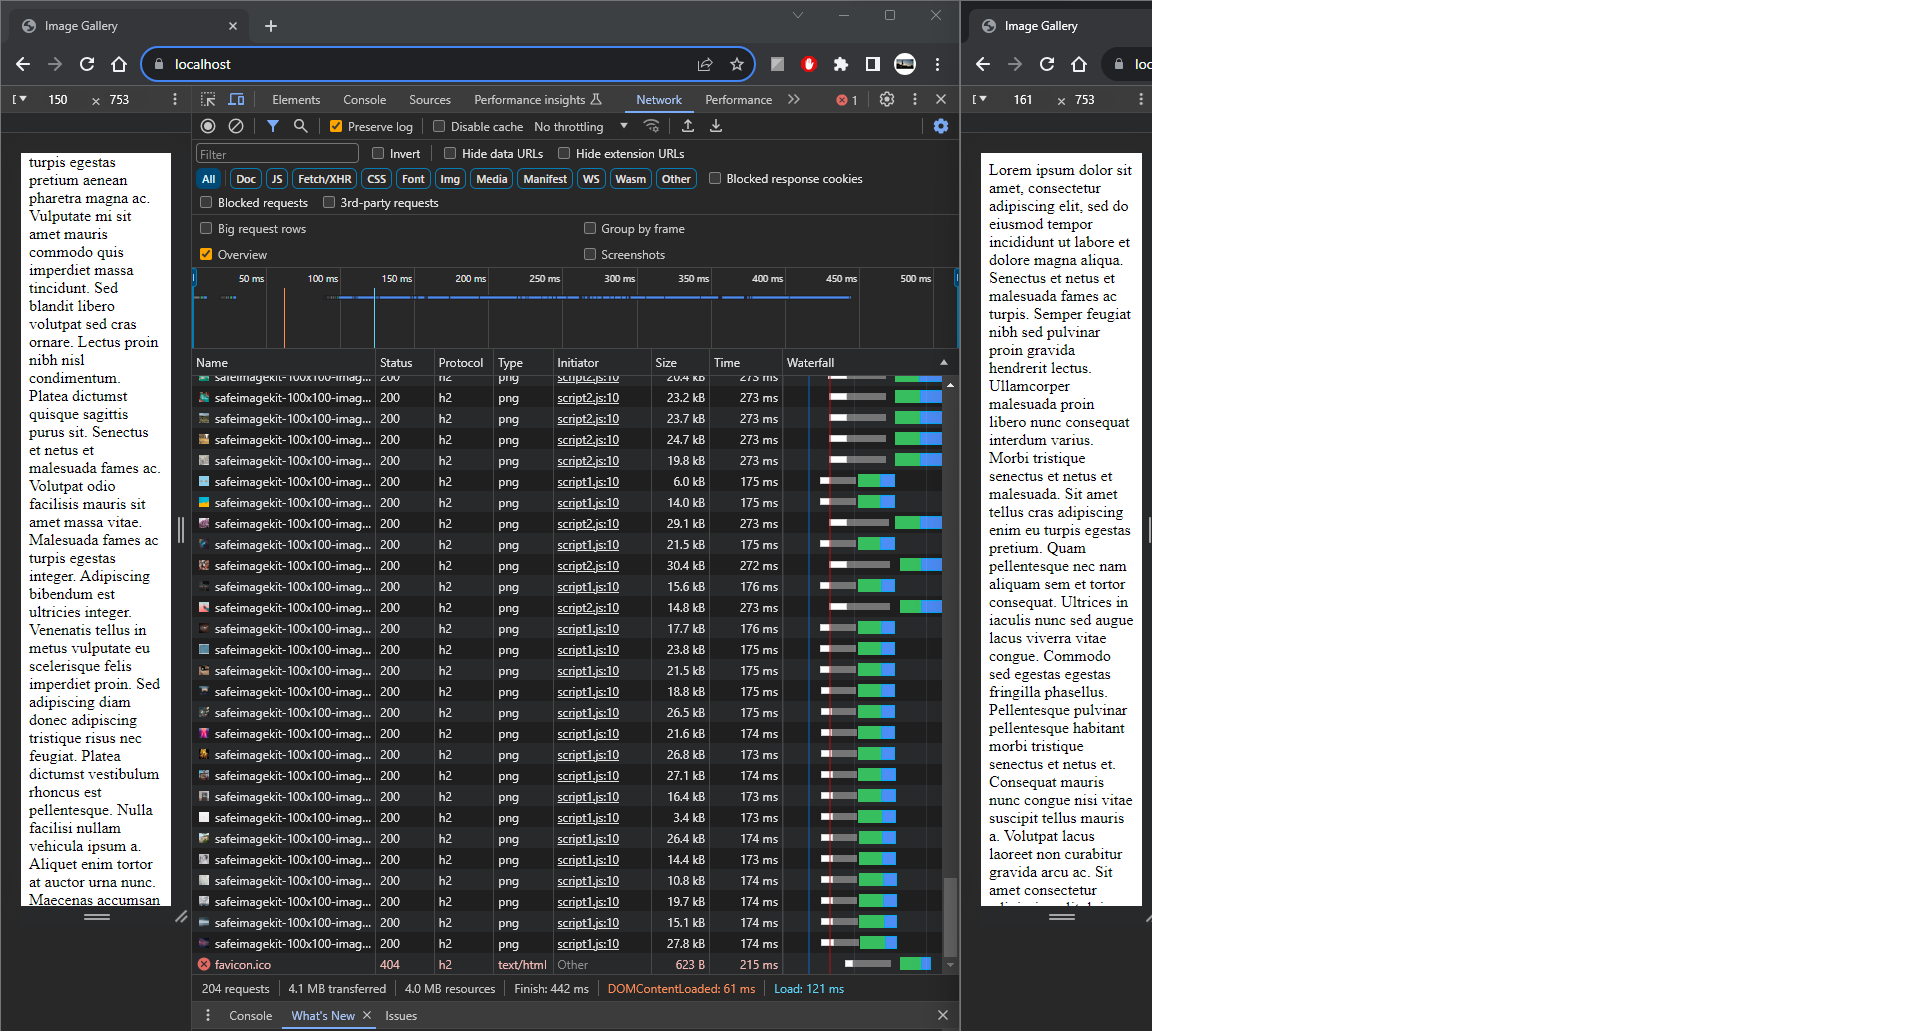 Image Gallery
localhost
150 × 753
Elements Console Sources Performance insights Network Performance 1
Preserve log Disable cache No throttling
Filter Invert Hide data URLs Hide extension URLs
All Doc JS Fetch/XHR CSS Font Img Media Manifest WS Wasm Other Blocked response cookies
Blocked requests 3rd-party requests
Big request rows Group by frame
Overview Screenshots
50 ms 100 ms 150 ms 200 ms 250 ms 300 ms 350 ms 400 ms 450 ms 500 ms
Name Status Protocol Type Initiator Size Time Waterfall
safeimagekit-100x100-imag... 200 h2 png script2.js:10 20.4 kB 273 ms
safeimagekit-100x100-imag... 200 h2 png script2.js:10 23.2 kB 273 ms
safeimagekit-100x100-imag... 200 h2 png script2.js:10 23.7 kB 273 ms
safeimagekit-100x100-imag... 200 h2 png script2.js:10 24.7 kB 273 ms
safeimagekit-100x100-imag... 200 h2 png script2.js:10 19.8 kB 273 ms
safeimagekit-100x100-imag... 200 h2 png script1.js:10 6.0 kB 175 ms
safeimagekit-100x100-imag... 200 h2 png script1.js:10 14.0 kB 175 ms
safeimagekit-100x100-imag... 200 h2 png script2.js:10 29.1 kB 273 ms
safeimagekit-100x100-imag... 200 h2 png script1.js:10 21.5 kB 175 ms
safeimagekit-100x100-imag... 200 h2 png script2.js:10 30.4 kB 272 ms
safeimagekit-100x100-imag... 200 h2 png script1.js:10 15.6 kB 176 ms
safeimagekit-100x100-imag... 200 h2 png script2.js:10 14.8 kB 273 ms
safeimagekit-100x100-imag... 200 h2 png script1.js:10 17.7 kB 176 ms
safeimagekit-100x100-imag... 200 h2 png script1.js:10 23.8 kB 175 ms
safeimagekit-100x100-imag... 200 h2 png script1.js:10 21.5 kB 175 ms
safeimagekit-100x100-imag... 200 h2 png script1.js:10 18.8 kB 175 ms
safeimagekit-100x100-imag... 200 h2 png script1.js:10 26.5 kB 175 ms
safeimagekit-100x100-imag... 200 h2 png script1.js:10 21.6 kB 174 ms
safeimagekit-100x100-imag... 200 h2 png script1.js:10 26.8 kB 173 ms
safeimagekit-100x100-imag... 200 h2 png script1.js:10 27.1 kB 174 ms
safeimagekit-100x100-imag... 200 h2 png script1.js:10 16.4 kB 173 ms
safeimagekit-100x100-imag... 200 h2 png script1.js:10 3.4 kB 173 ms
safeimagekit-100x100-imag... 200 h2 png script1.js:10 26.4 kB 174 ms
safeimagekit-100x100-imag... 200 h2 png script1.js:10 14.4 kB 173 ms
safeimagekit-100x100-imag... 200 h2 png script1.js:10 10.8 kB 174 ms
safeimagekit-100x100-imag... 200 h2 png script1.js:10 19.7 kB 174 ms
safeimagekit-100x100-imag... 200 h2 png script1.js:10 15.1 kB 174 ms
safeimagekit-100x100-imag... 200 h2 png script1.js:10 27.8 kB 174 ms
favicon.ico 404 h2 text/html Other 623 B 215 ms
204 requests 4.1 MB transferred 4.0 MB resources Finish: 442 ms DOMContentLoaded: 61 ms Load: 121 ms
Console What's New Issues
turpis egestas
pretium aenean
pharetra magna ac.
Vulputate mi sit
amet mauris
commodo quis
imperdiet massa
tincidunt. Sed
blandit libero
volutpat sed cras
ornare. Lectus proin
nibh nisl
condimentum.
Platea dictumst
quisque sagittis
purus sit. Senectus
et netus et
malesuada fames ac.
Volutpat odio
facilisis mauris sit
amet massa vitae.
Malesuada fames ac
turpis egestas
integer. Adipiscing
bibendum est
ultricies integer.
Venenatis tellus in
metus vulputate eu
scelerisque felis
imperdiet proin. Sed
adipiscing diam
donec adipiscing
tristique risus nec
feugiat. Platea
dictumst vestibulum
rhoncus est
pellentesque. Nulla
facilisi nullam
vehicula ipsum a.
Aliquet enim tortor
at auctor urna nunc.
Maecenas accumsan
Image Gallery
loc
161 × 753
Lorem ipsum dolor sit
amet, consectetur
adipiscing elit, sed do
eiusmod tempor
incididunt ut labore et
dolore magna aliqua.
Senectus et netus et
malesuada fames ac
turpis. Semper feugiat
nibh sed pulvinar
proin gravida
hendrerit lectus.
Ullamcorper
malesuada proin
libero nunc consequat
interdum varius.
Morbi tristique
senectus et netus et
malesuada. Sit amet
tellus cras adipiscing
enim eu turpis egestas
pretium. Quam
pellentesque nec nam
aliquam sem et tortor
consequat. Ultrices in
iaculis nunc sed augue
lacus viverra vitae
congue. Commodo
sed egestas egestas
fringilla phasellus.
Pellentesque pulvinar
pellentesque habitant
morbi tristique
senectus et netus et.
Consequat mauris
nunc congue nisi vitae
suscipit tellus mauris
a. Volutpat lacus
laoreet non curabitur
gravida arcu ac. Sit
amet consectetur